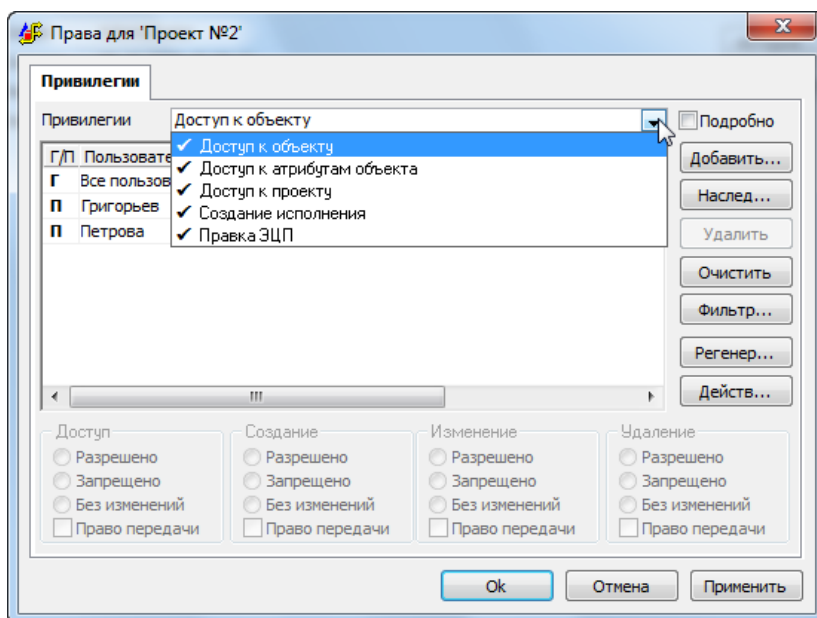 Права для 'Проект №2'
Привилегии
Привилегии Доступ к объекту Подробно
✔ Доступ к объекту
✔ Доступ к атрибутам объекта
✔ Доступ к проекту
✔ Создание исполнения
✔ Правка ЭЦП
Г/П Пользовате
Г Все пользов
П Григорьев
П Петрова
Добавить...
Наслед...
Удалить
Очистить
Фильтр...
Регенер...
Действ...
Доступ Создание Изменение Удаление
Разрешено Разрешено Разрешено Разрешено
Запрещено Запрещено Запрещено Запрещено
Без изменений Без изменений Без изменений Без изменений
Право передачи Право передачи Право передачи Право передачи
Ok Отмена Применить